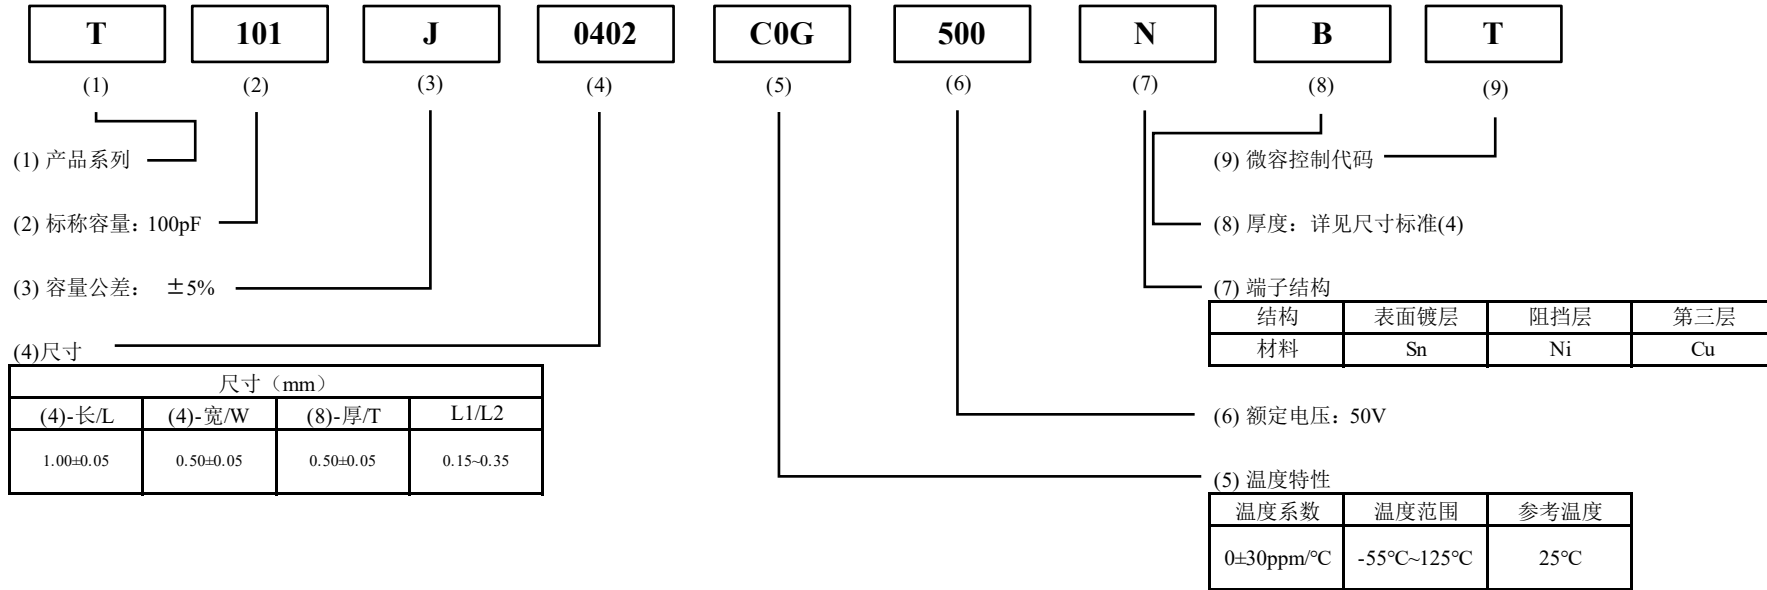 T 101 J 0402 C0G 500 N B T
(1) (2) (3) (4) (5) (6) (7) (8) (9)
(1) 产品系列
(2) 标称容量：100pF
(3) 容量公差： ±5%
(4)尺寸
尺寸（mm）
(4)-长/L (4)-宽/W (8)-厚/T L1/L2
1.00±0.05 0.50±0.05 0.50±0.05 0.15~0.35
(9) 微容控制代码
(8) 厚度：详见尺寸标准(4)
(7) 端子结构
结构 表面镀层 阻挡层 第三层
材料 Sn Ni Cu
(6) 额定电压：50V
(5) 温度特性
温度系数 温度范围 参考温度
0±30ppm/℃ -55℃~125℃ 25℃